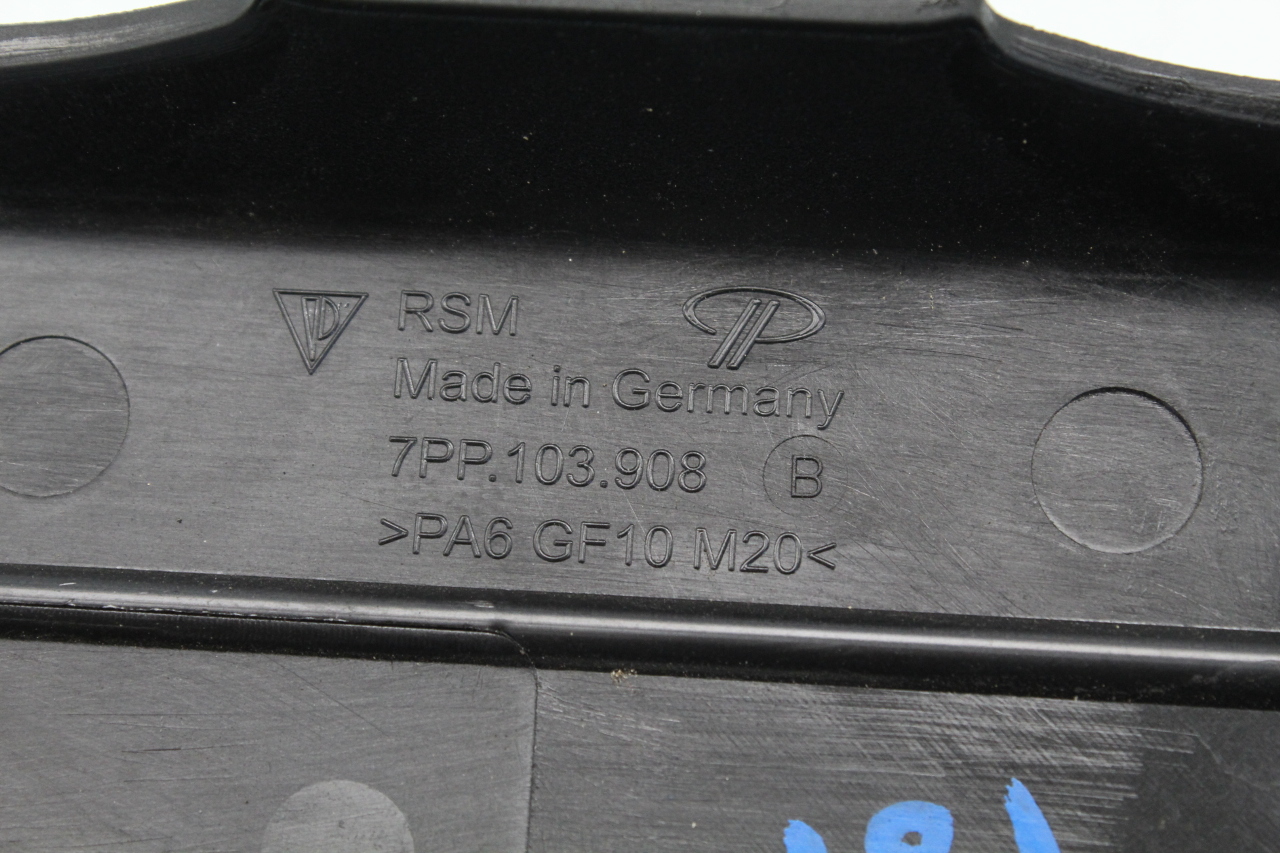 RSM
Made in Germany
7PP.103.908 B
>PA6 GF10 M20<